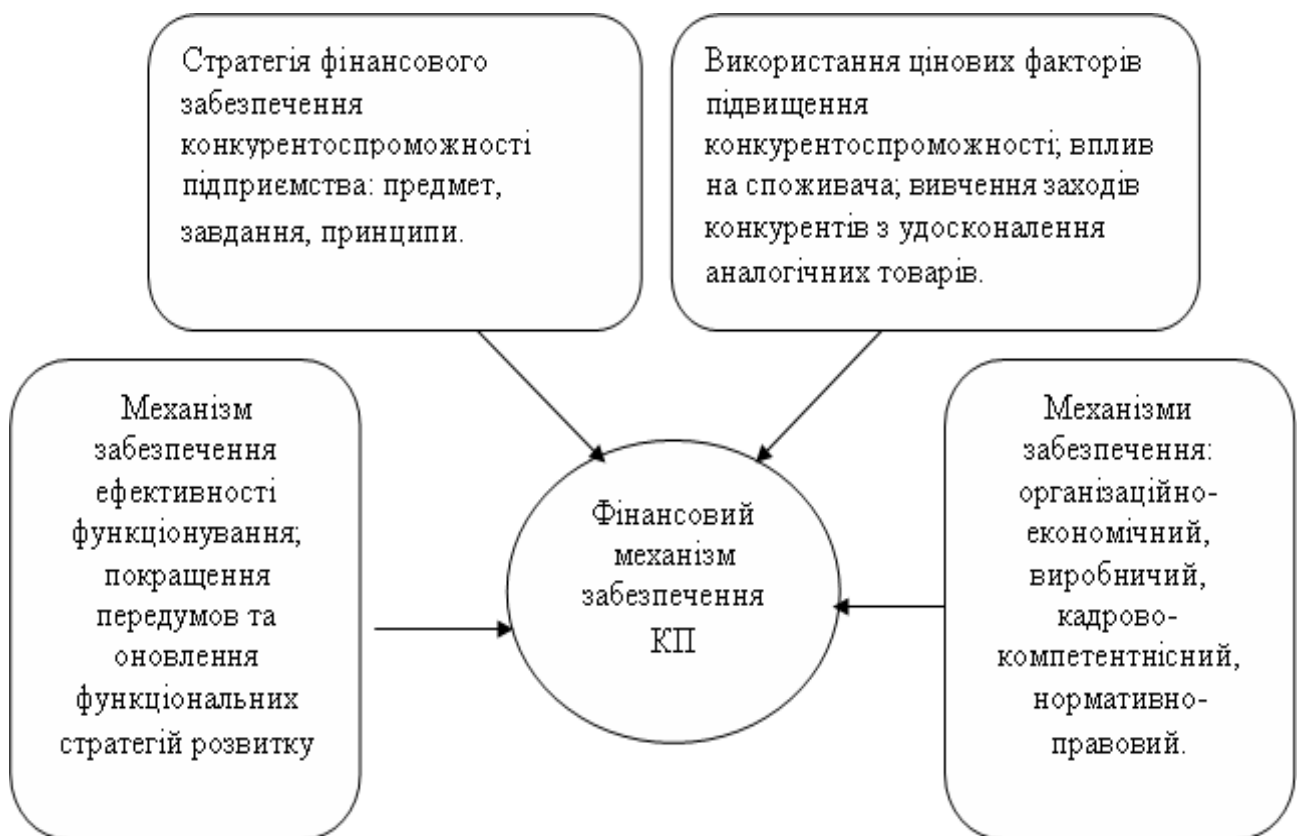 Стратегія фінансового
забезпечення
конкурентоспроможності
підприємства: предмет,
завдання, принципи.
Використання цінових факторів
підвищення
конкурентоспроможності; вплив
на споживача; вивчення заходів
конкурентів з удосконалення
аналогічних товарів.
Механізм
забезпечення
ефективності
функціонування;
покращення
передумов та
оновлення
функціональних
стратегій розвитку
Фінансовий
механізм
забезпечення
КП
Механізми
забезпечення:
організаційно-
економічний,
виробничий,
кадрово-
компетентнісний,
нормативно-
правовий.